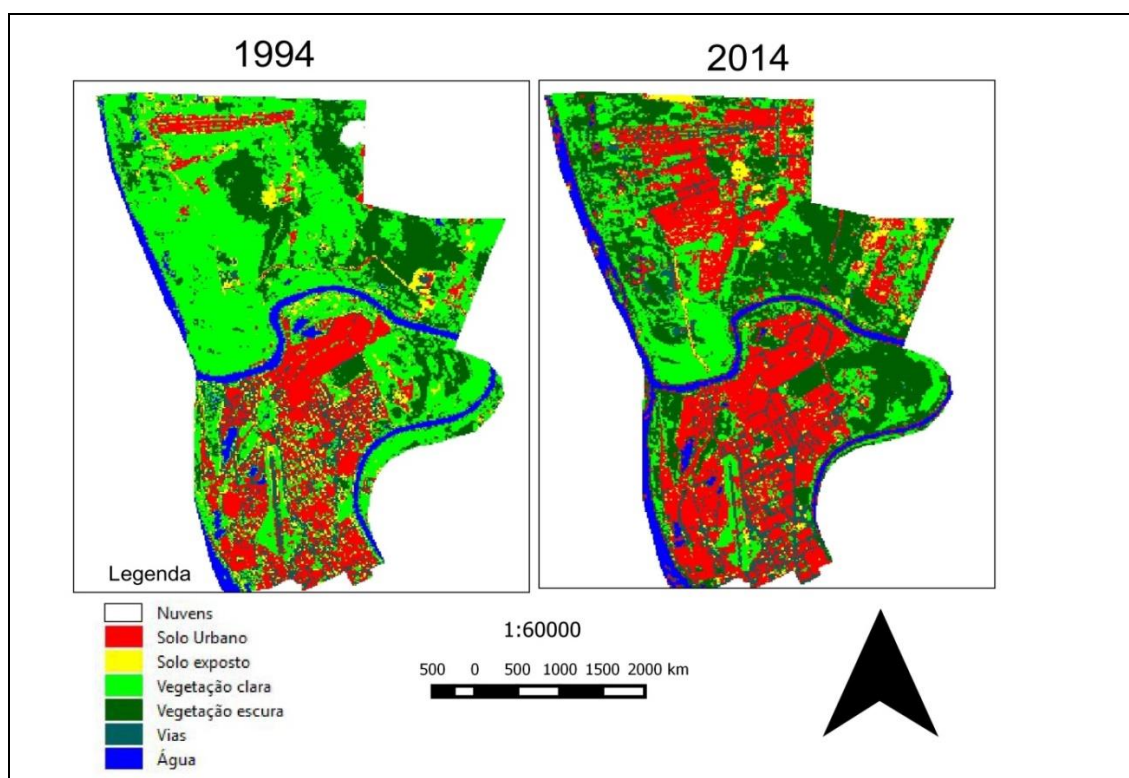 1994
2014
Legenda
Nuvens
Solo Urbano
Solo exposto
Vegetação clara
Vegetação escura
Vias
Água
1:60000
500 0 500 1000 1500 2000 km